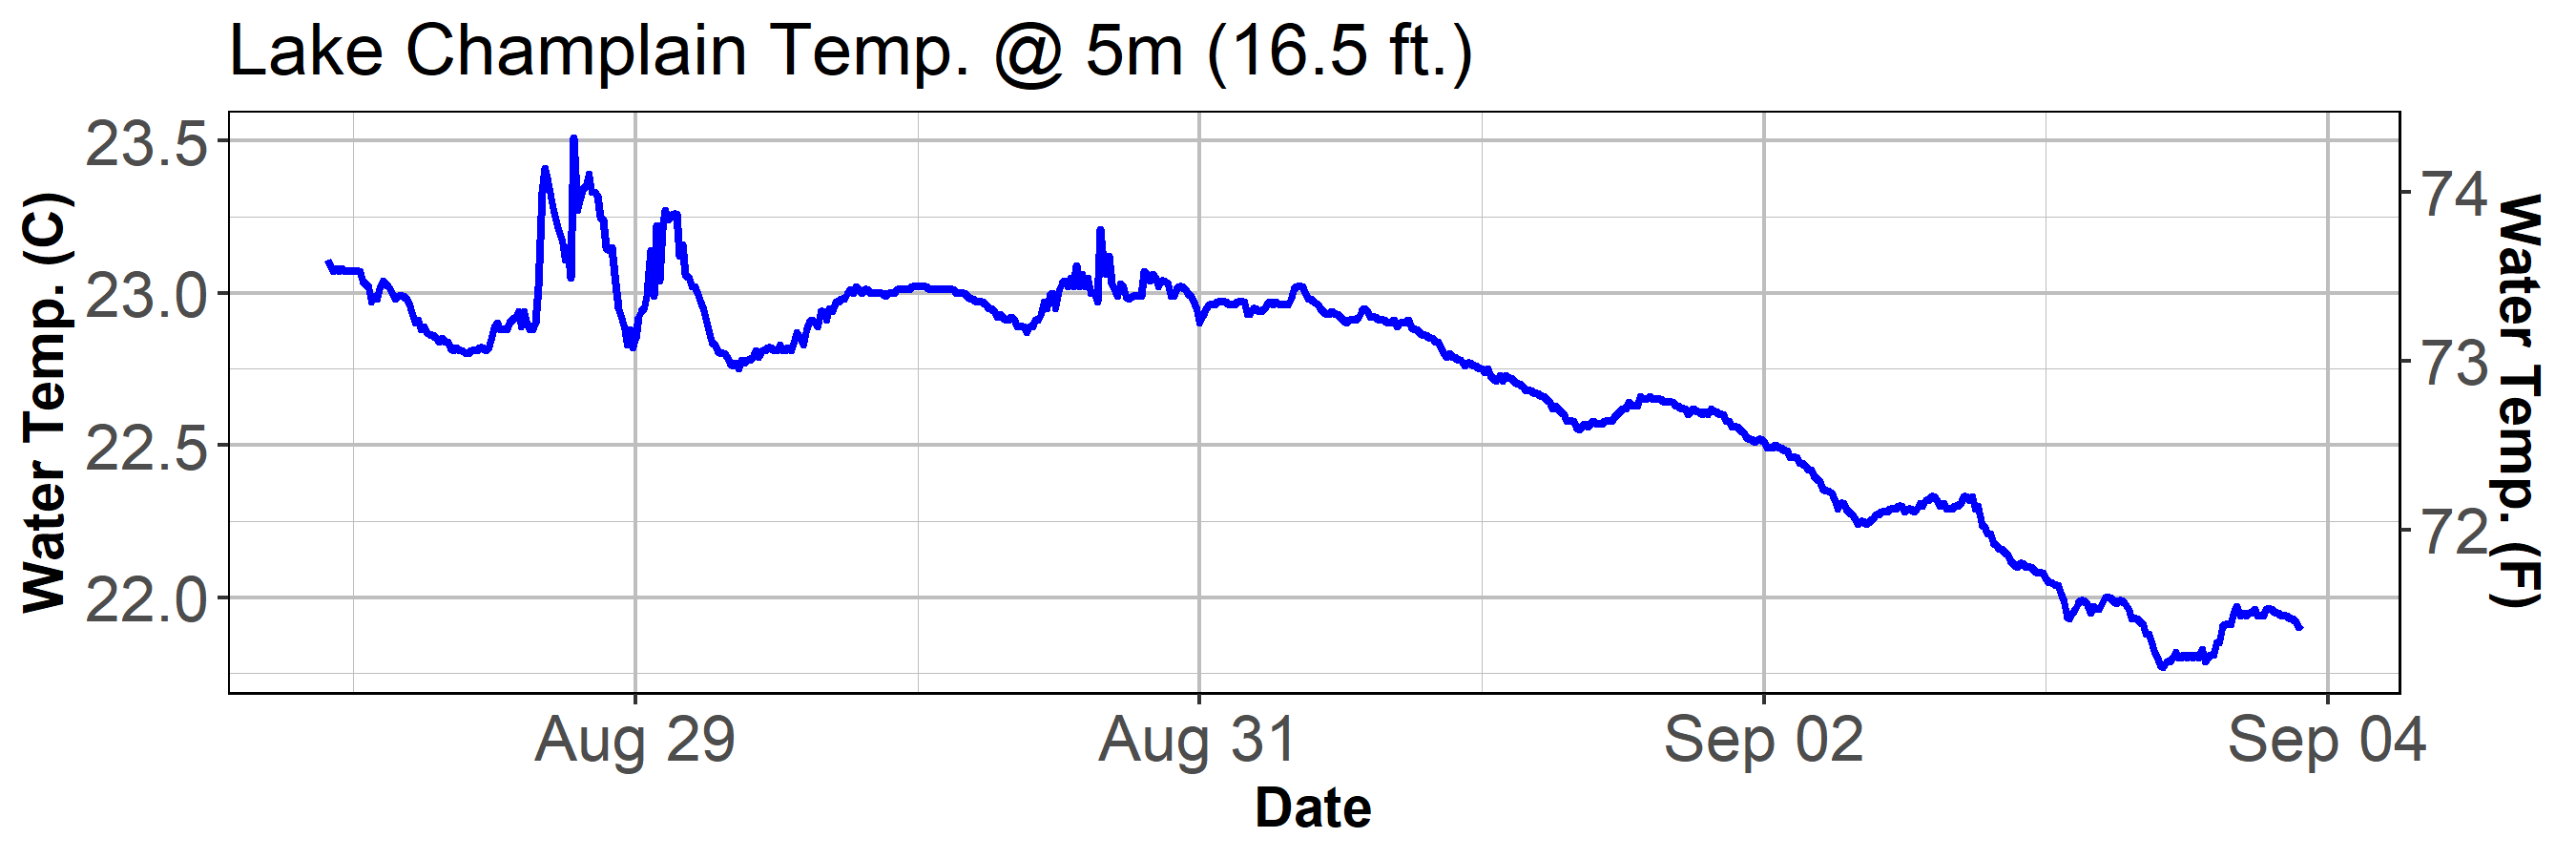 Lake Champlain Temp. @ 5m (16.5 ft.)
Water Temp. (C)
23.5
23.0
22.5
22.0
74
73
72
Water Temp. (F)
Aug 29
Aug 31
Sep 02
Sep 04
Date